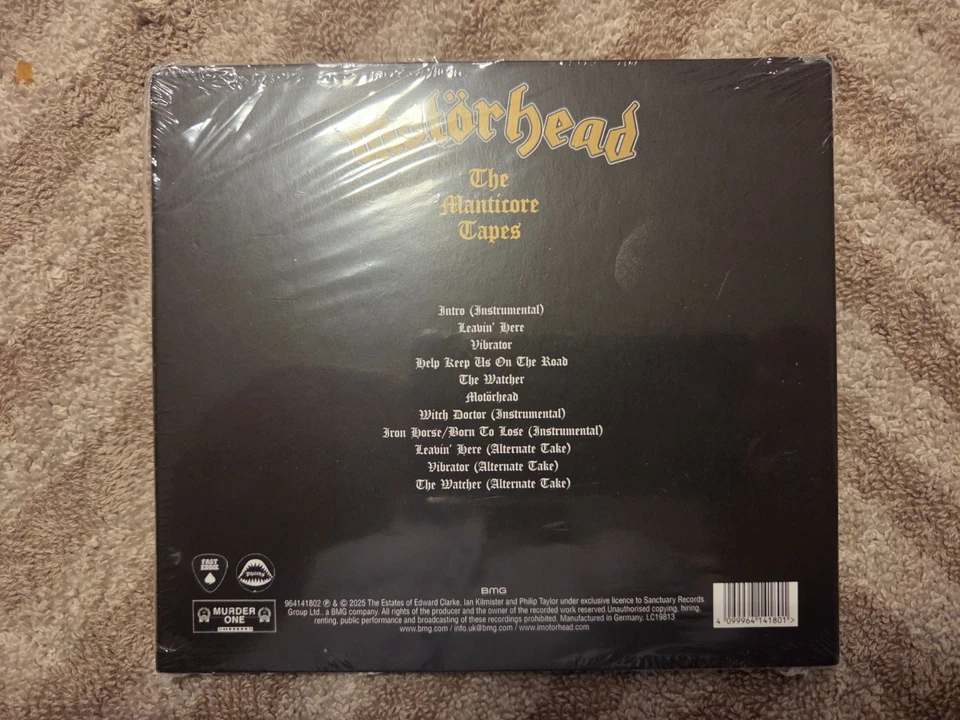 Motörhead
The
Manticore
Tapes
Intro (Instrumental)
Leavin' Here
Vibrator
Help Keep Us On The Road
The Watcher
Motörhead
Witch Doctor (Instrumental)
Iron Horse/Born To Lose (Instrumental)
Leavin' Here (Alternate Take)
Vibrator (Alternate Take)
The Watcher (Alternate Take)
FAST
EDDIE
Philthy
MURDER
ONE
BMG
964141802 ℗ & © 2025 The Estates of Edward Clarke, Ian Kilmister and Philip Taylor under exclusive licence to Sanctuary Records
Group Ltd., a BMG company. All rights of the producer and the owner of the recorded work reserved. Unauthorised copying, hiring,
renting, public performance and broadcasting of these recordings prohibited. Manufactured in Germany. LC19813
www.bmg.com / info.uk@bmg.com / www.imotorhead.com
4 099964 141801 >